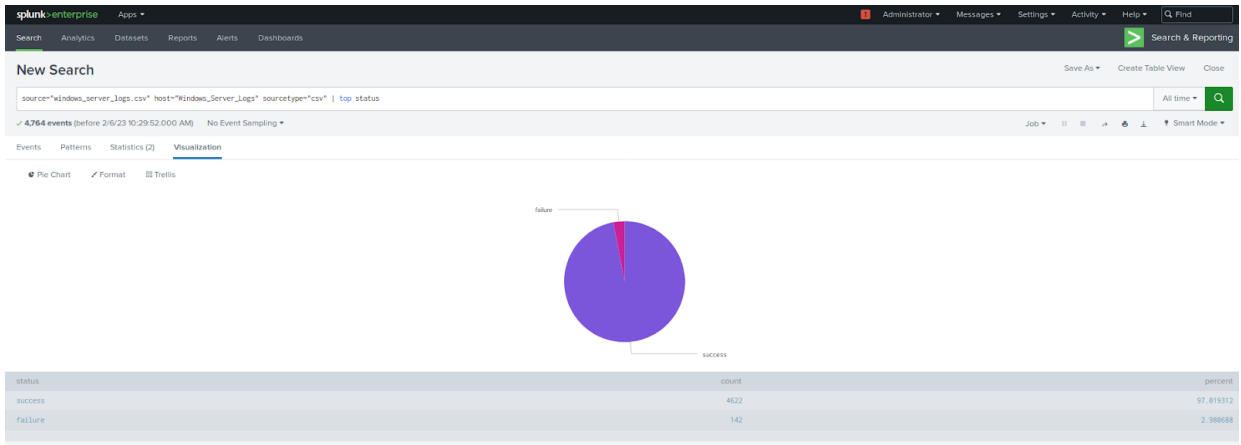 splunk>enterprise Apps ▾ ! Administrator ▾ Messages ▾ Settings ▾ Activity ▾ Help ▾ Find
Search Analytics Datasets Reports Alerts Dashboards > Search & Reporting
New Search Save As ▾ Create Table View Close
source="windows_server_logs.csv" host="Windows_Server_Logs" sourcetype="csv" | top status All time ▾
✓ 4,764 events (before 2/6/23 10:29:52.000 AM) No Event Sampling ▾ Job ▾ Smart Mode ▾
Events Patterns Statistics (2) Visualization
Pie Chart Format Trellis
failure
success
status count percent
success 4622 97.019312
failure 142 2.980688